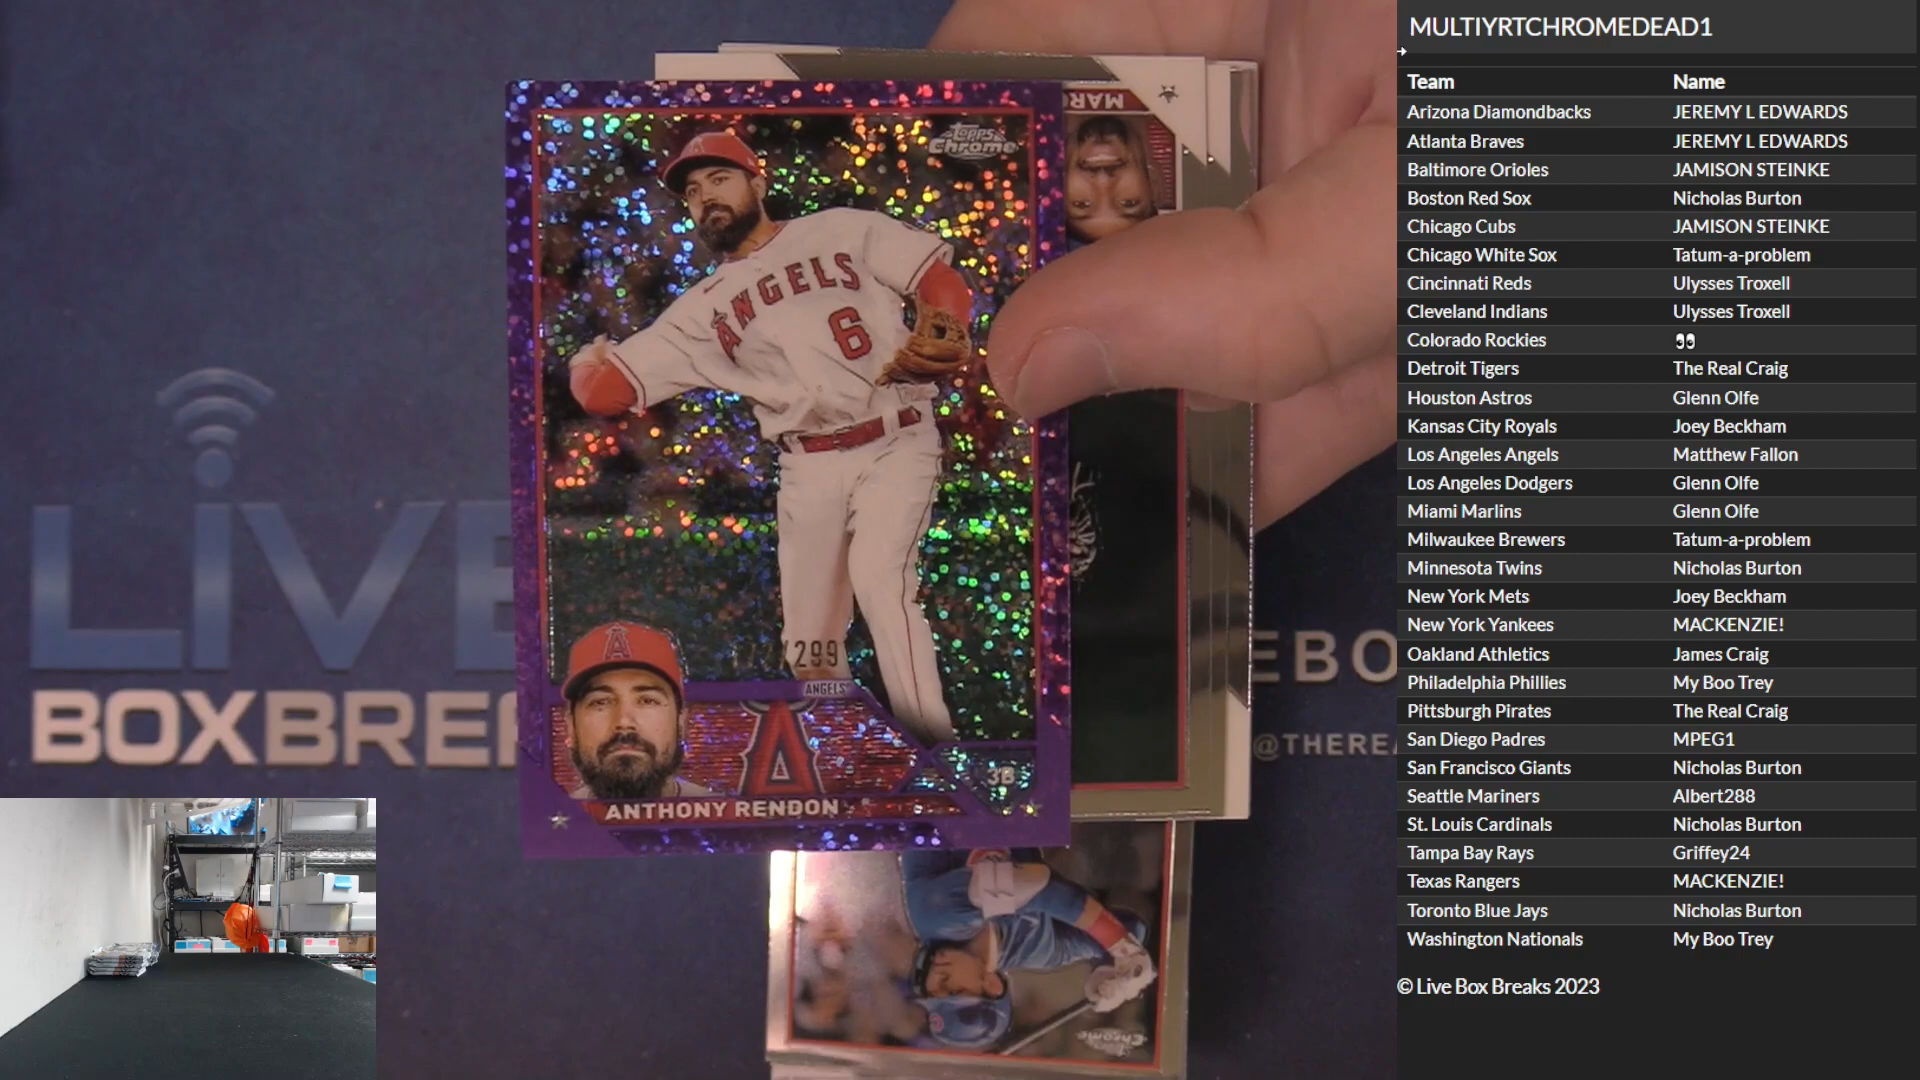 MULTIYRTCHROMEDEAD1
Team Name
Arizona Diamondbacks JEREMY L EDWARDS
Atlanta Braves JEREMY L EDWARDS
Baltimore Orioles JAMISON STEINKE
Boston Red Sox Nicholas Burton
Chicago Cubs JAMISON STEINKE
Chicago White Sox Tatum-a-problem
Cincinnati Reds Ulysses Troxell
Cleveland Indians Ulysses Troxell
Colorado Rockies 👀
Detroit Tigers The Real Craig
Houston Astros Glenn Olfe
Kansas City Royals Joey Beckham
Los Angeles Angels Matthew Fallon
Los Angeles Dodgers Glenn Olfe
Miami Marlins Glenn Olfe
Milwaukee Brewers Tatum-a-problem
Minnesota Twins Nicholas Burton
New York Mets Joey Beckham
New York Yankees MACKENZIE!
Oakland Athletics James Craig
Philadelphia Phillies My Boo Trey
Pittsburgh Pirates The Real Craig
San Diego Padres MPEG1
San Francisco Giants Nicholas Burton
Seattle Mariners Albert288
St. Louis Cardinals Nicholas Burton
Tampa Bay Rays Griffey24
Texas Rangers MACKENZIE!
Toronto Blue Jays Nicholas Burton
Washington Nationals My Boo Trey
© Live Box Breaks 2023
Topps
Chrome
ANGELS
6
/299
ANGELS
A
3B
ANTHONY RENDON
MARC
LIVE
BOXBRE
EBO
@THEREA
Chrome